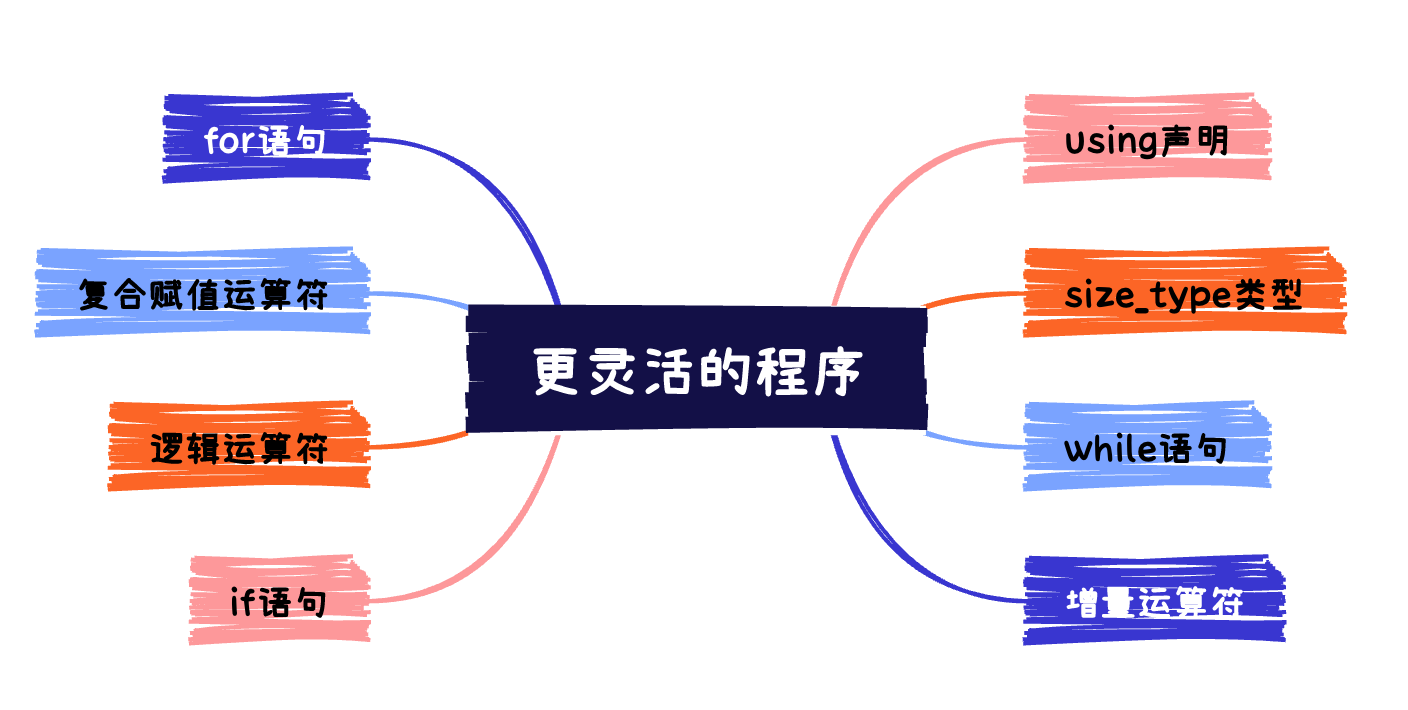 更灵活的程序
using声明
size_type类型
while语句
增量运算符
if语句
逻辑运算符
复合赋值运算符
for语句